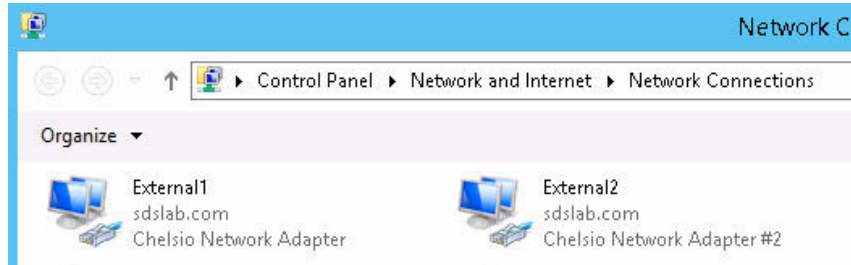 Network C
Control Panel Network and Internet Network Connections
Organize
External1
sdslab.com
Chelsio Network Adapter
External2
sdslab.com
Chelsio Network Adapter #2